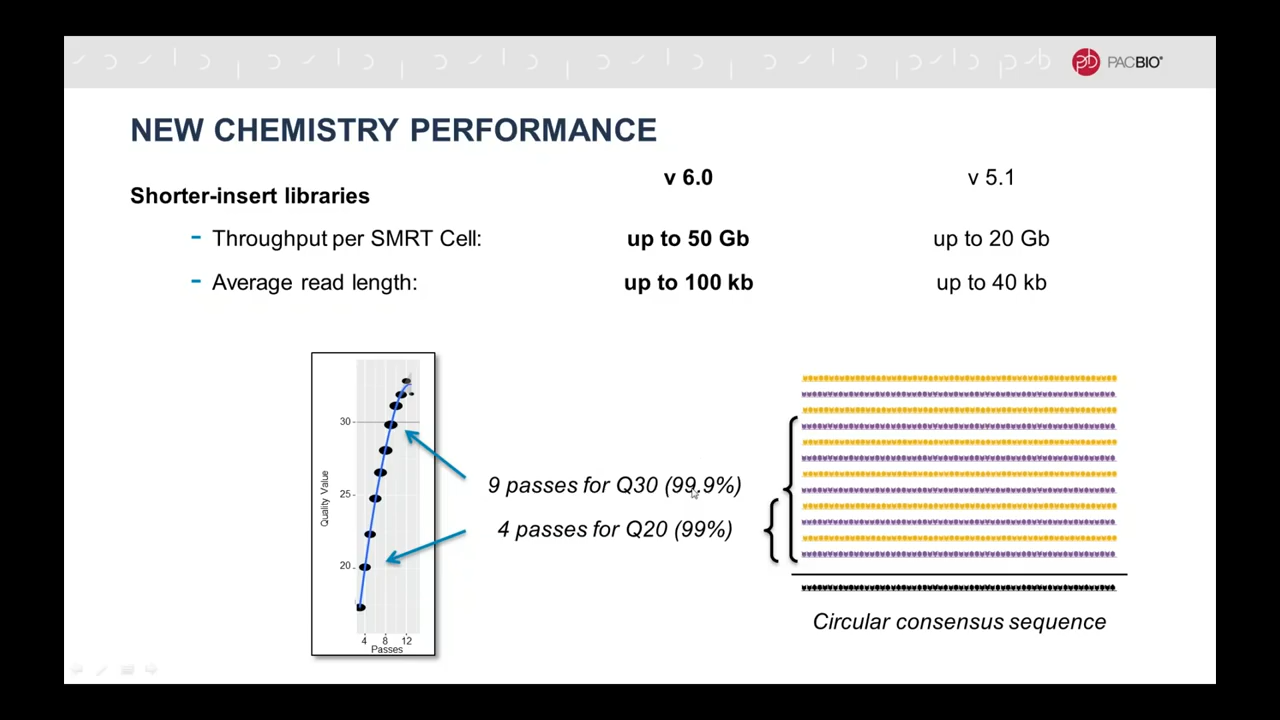 PACBIO®
NEW CHEMISTRY PERFORMANCE
v 6.0 v 5.1
Shorter-insert libraries
- Throughput per SMRT Cell: up to 50 Gb up to 20 Gb
- Average read length: up to 100 kb up to 40 kb
30
25
20
Quality Value
4 8 12
Passes
9 passes for Q30 (99.9%)
4 passes for Q20 (99%)
Circular consensus sequence